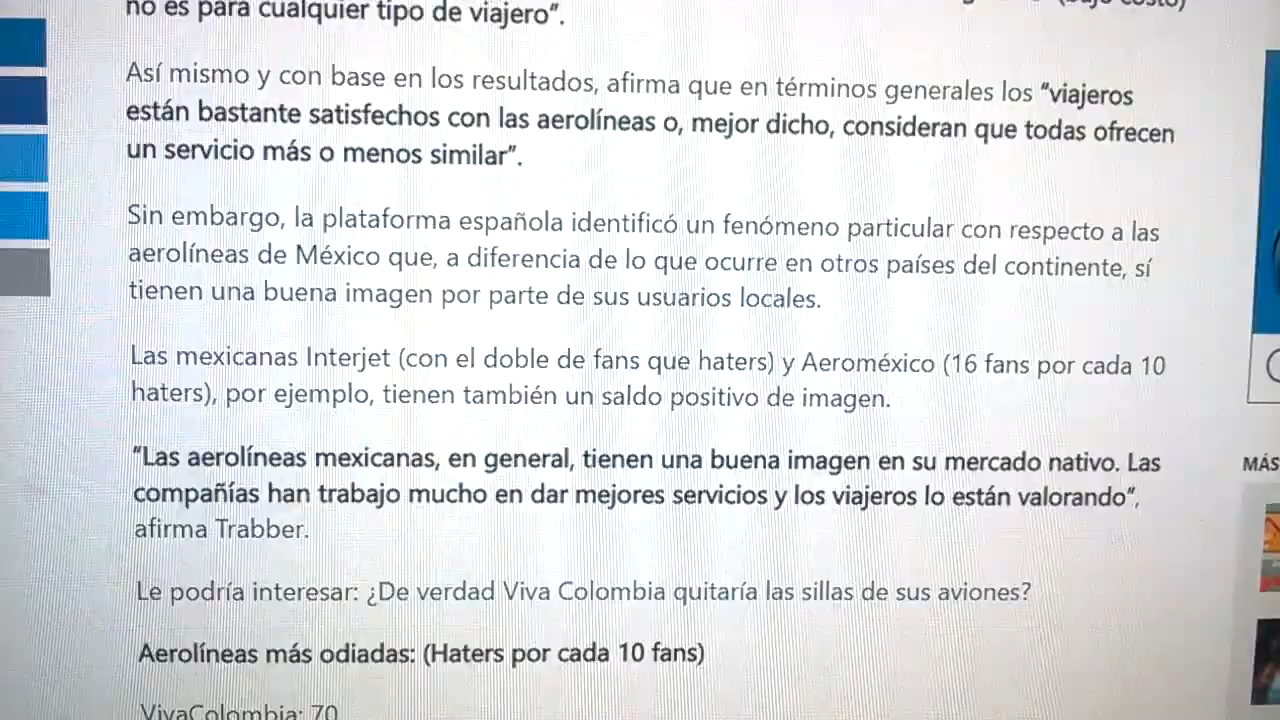 no es para cualquier tipo de viajero".
Así mismo y con base en los resultados, afirma que en términos generales los "viajeros
están bastante satisfechos con las aerolíneas o, mejor dicho, consideran que todas ofrecen
un servicio más o menos similar".
Sin embargo, la plataforma española identificó un fenómeno particular con respecto a las
aerolíneas de México que, a diferencia de lo que ocurre en otros países del continente, sí
tienen una buena imagen por parte de sus usuarios locales.
Las mexicanas Interjet (con el doble de fans que haters) y Aeroméxico (16 fans por cada 10
haters), por ejemplo, tienen también un saldo positivo de imagen.
"Las aerolíneas mexicanas, en general, tienen una buena imagen en su mercado nativo. Las
compañías han trabajo mucho en dar mejores servicios y los viajeros lo están valorando",
afirma Trabber.
Le podría interesar: ¿De verdad Viva Colombia quitaría las sillas de sus aviones?
Aerolíneas más odiadas: (Haters por cada 10 fans)
VivaColombia: 70
MÁS